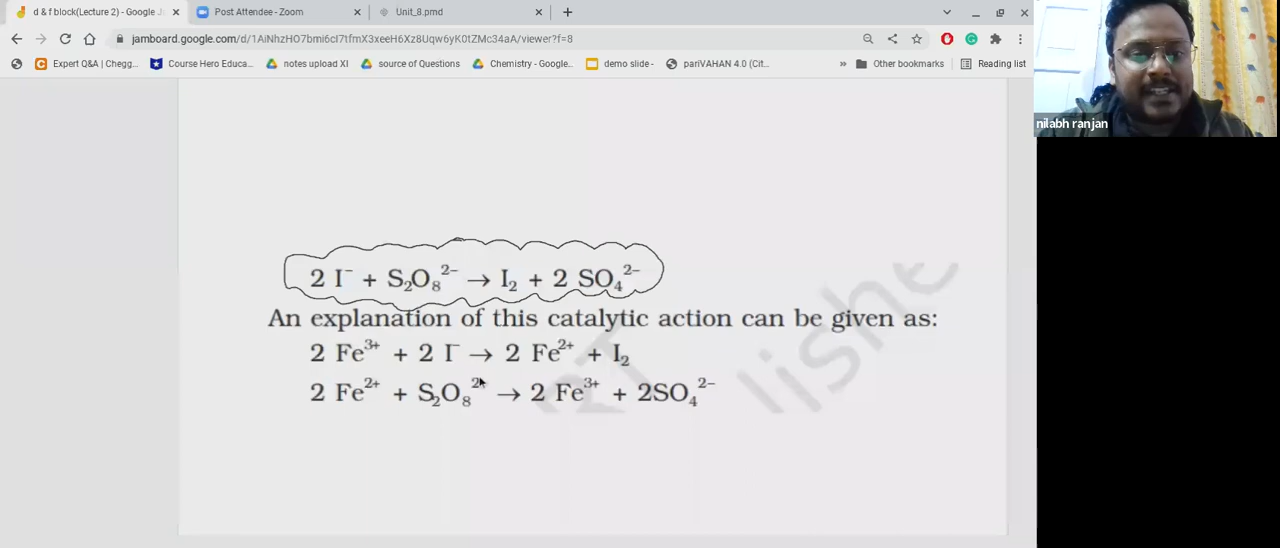 d & f block(Lecture 2) - Google J
Post Attendee - Zoom
Unit_8.pmd
jamboard.google.com/d/1AiNhzHO7bmi6cI7tfmX3xeeH6Xz8Uqw6yK0tZMc34aA/viewer?f=8
Expert Q&A | Chegg...
Course Hero Educa...
notes upload XI
source of Questions
Chemistry - Google...
demo slide -
pariVAHAN 4.0 (Cit...
Other bookmarks
Reading list
nilabh ranjan
2 I⁻ + S₂O₈²⁻ → I₂ + 2 SO₄²⁻
An explanation of this catalytic action can be given as:
2 Fe³⁺ + 2 I⁻ → 2 Fe²⁺ + I₂
2 Fe²⁺ + S₂O₈²⁻ → 2 Fe³⁺ + 2SO₄²⁻